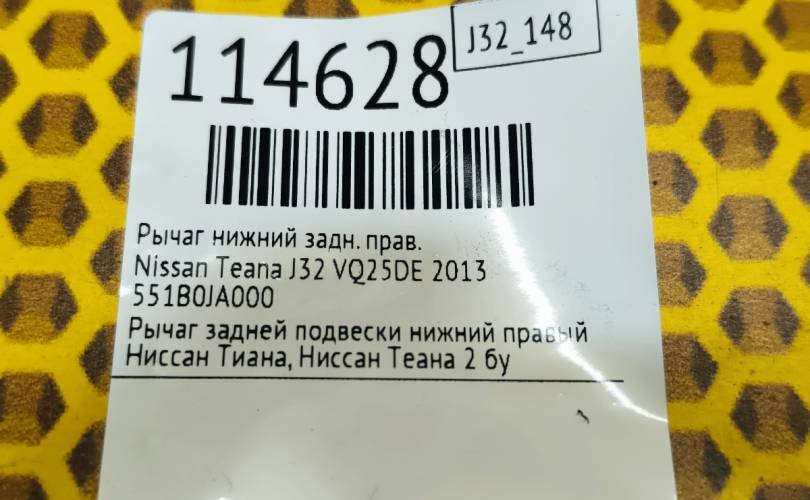 114628
J32_148
Рычаг нижний задн. прав.
Nissan Teana J32 VQ25DE 2013
551B0JA000
Рычаг задней подвески нижний правый
Ниссан Тиана, Ниссан Теана 2 бу